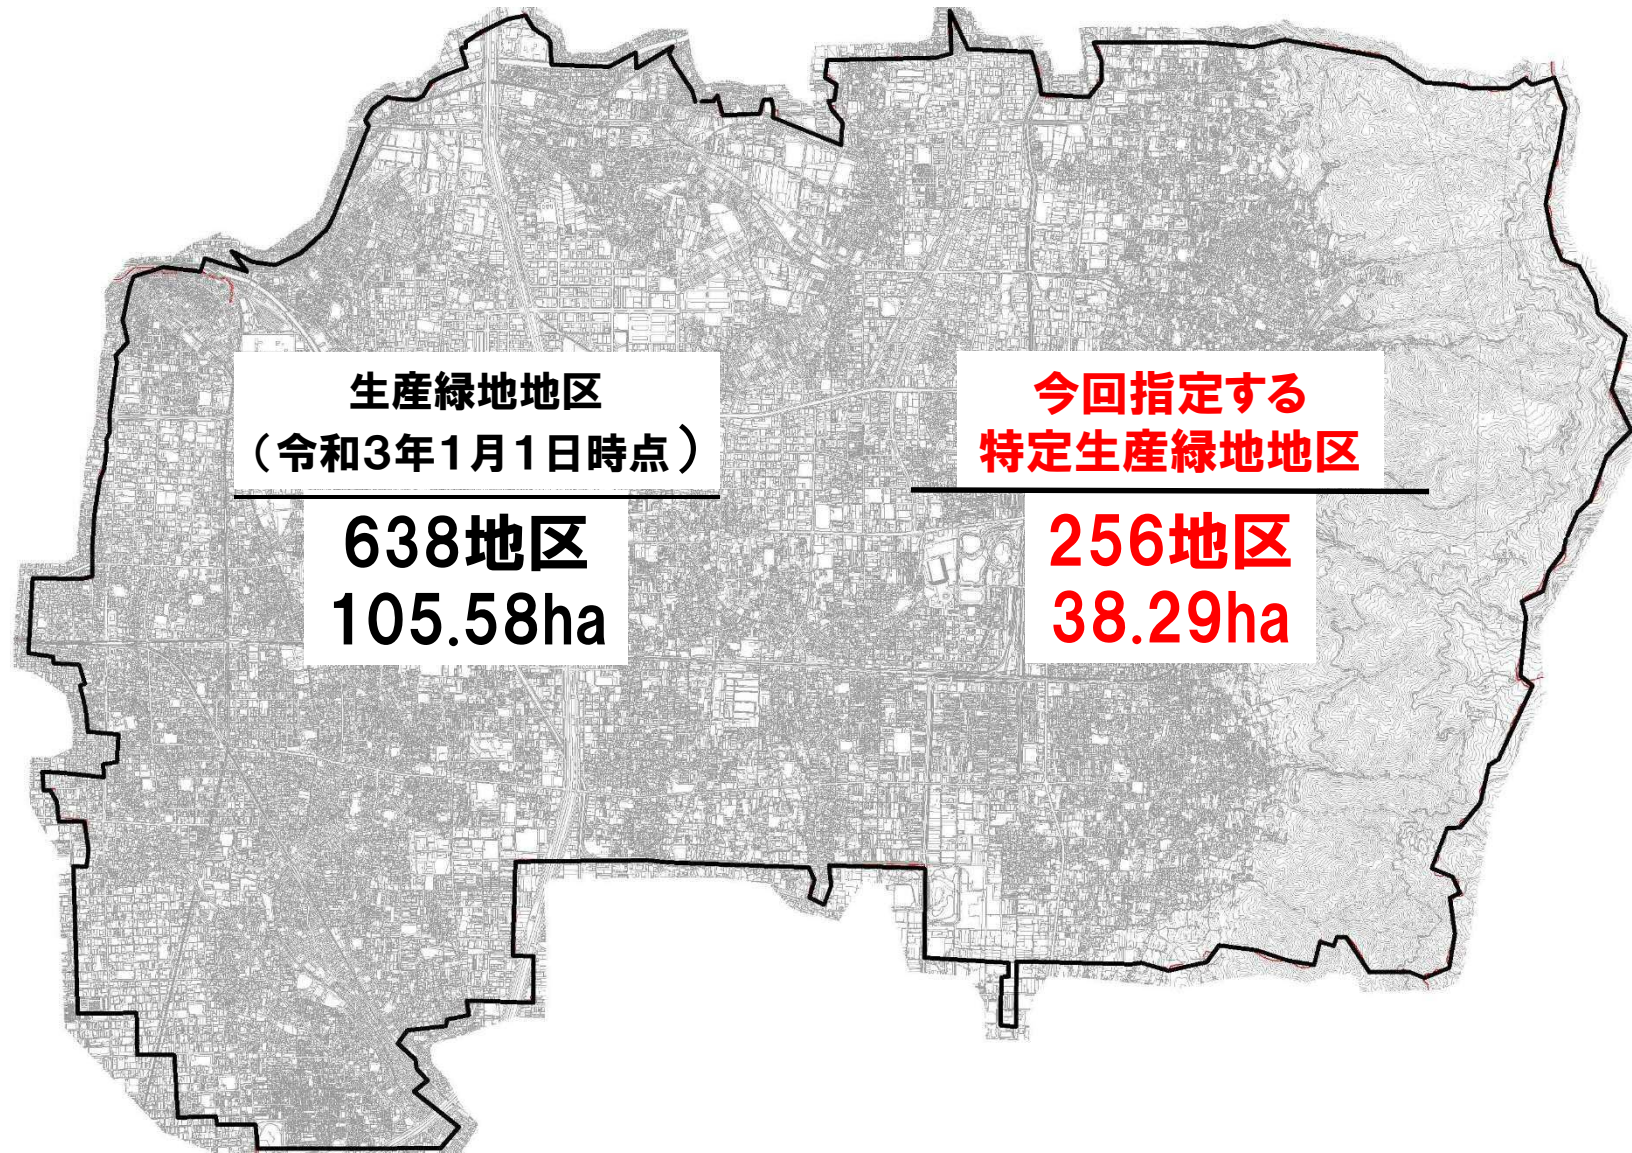 生産緑地地区
（令和3年1月1日時点）
638地区
105.58ha
今回指定する
特定生産緑地地区
256地区
38.29ha